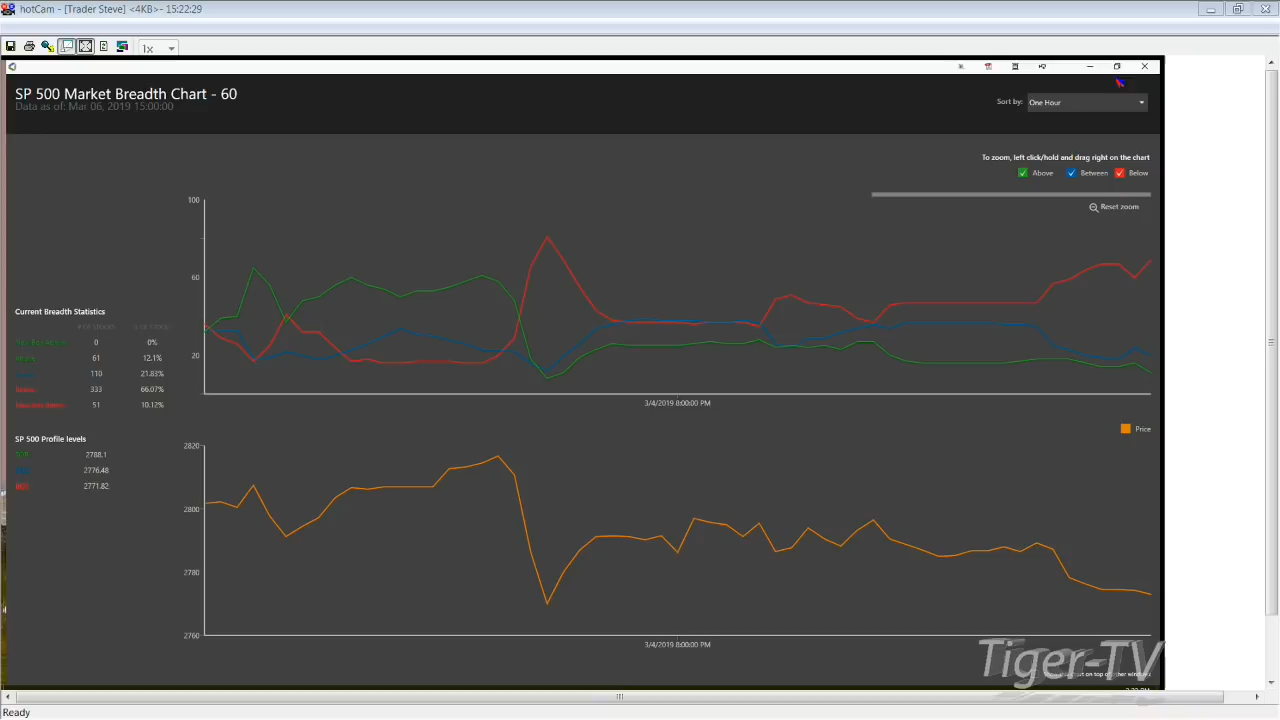 hotCam - [Trader Steve] <4KB>- 15:22:29
1x
SP 500 Market Breadth Chart - 60
Data as of: Mar 06, 2019 15:00:00
Sort by: One Hour
To zoom, left click/hold and drag right on the chart
Above Between Below
Reset zoom
100
60
20
3/4/2019 8:00:00 PM
Current Breadth Statistics
# of Stocks % of Stocks
0 0%
61 12.1%
110 21.83%
333 66.07%
51 10.12%
SP 500 Profile levels
2788.1
2776.48
2771.82
Price
2820
2800
2780
2760
3/4/2019 8:00:00 PM
Tiger-TV
Ready